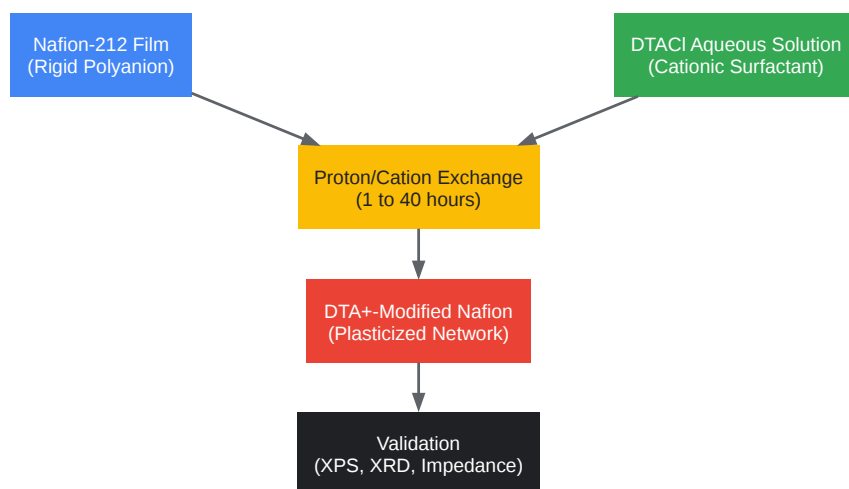 Nafion-212 Film
(Rigid Polyanion)
DTACl Aqueous Solution
(Cationic Surfactant)
Proton/Cation Exchange
(1 to 40 hours)
DTA+-Modified Nafion
(Plasticized Network)
Validation
(XPS, XRD, Impedance)